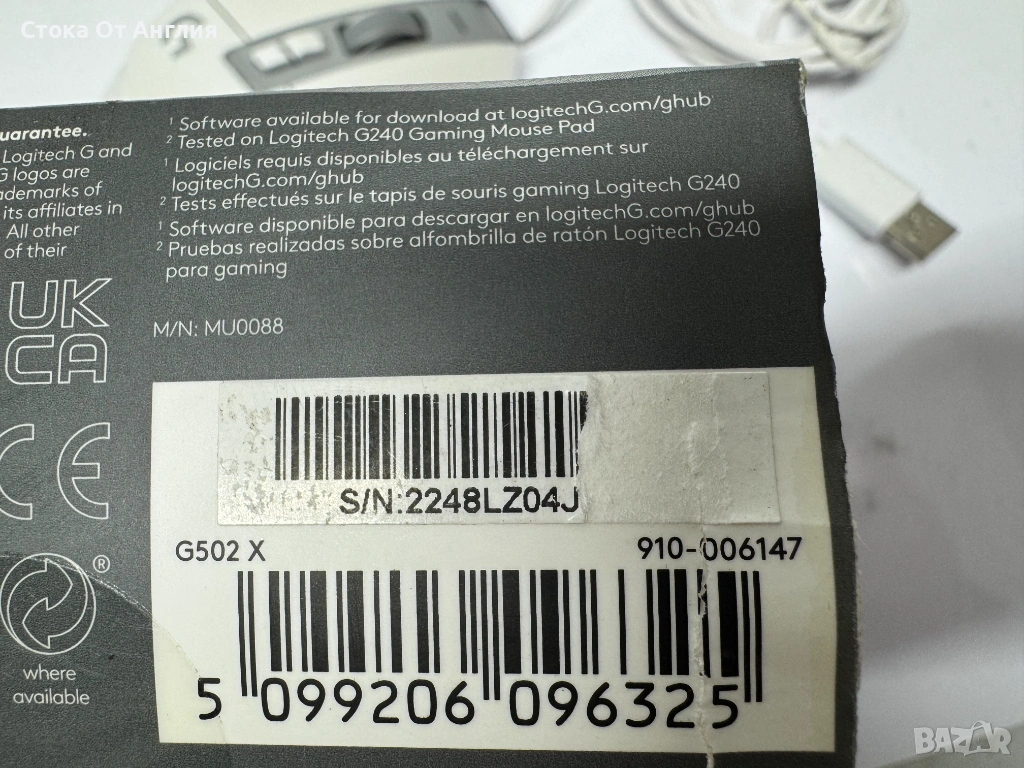 Стока От Англия
uarantee.
Logitech G and
G logos are
ademarks of
its affiliates in
All other
of their
¹ Software available for download at logitechG.com/ghub
² Tested on Logitech G240 Gaming Mouse Pad
¹ Logiciels requis disponibles au téléchargement sur
logitechG.com/ghub
² Tests effectués sur le tapis de souris gaming Logitech G240
¹ Software disponible para descargar en logitechG.com/ghub
² Pruebas realizadas sobre alfombrilla de ratón Logitech G240
para gaming
UK
CA
M/N: MU0088
CE
S/N:2248LZ04J
G502 X
910-006147
5 099206 096325
®
where
available
BAZAR